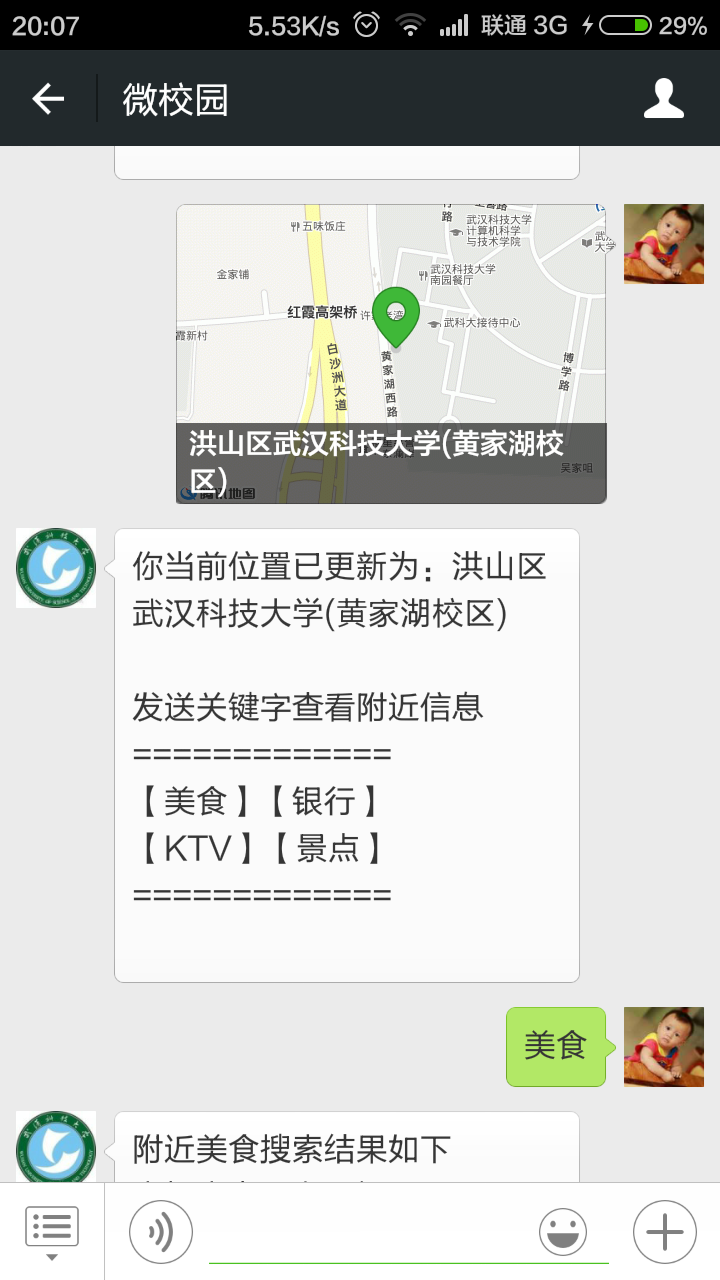 20:07 5.53K/s 联通 3G 29%
微校园
武汉科技大学
计算机科学
与技术学院
五味饭庄
金家铺
武汉科技大学
南园餐厅
红霞高架桥
武科大接待中心
霞新村
白沙洲大道
黄家湖西路
博学路
洪山区武汉科技大学(黄家湖校
区)
吴家咀
腾讯地图
你当前位置已更新为：洪山区
武汉科技大学(黄家湖校区)
发送关键字查看附近信息
=============
【美食】【银行】
【KTV】【景点】
=============
美食
附近美食搜索结果如下